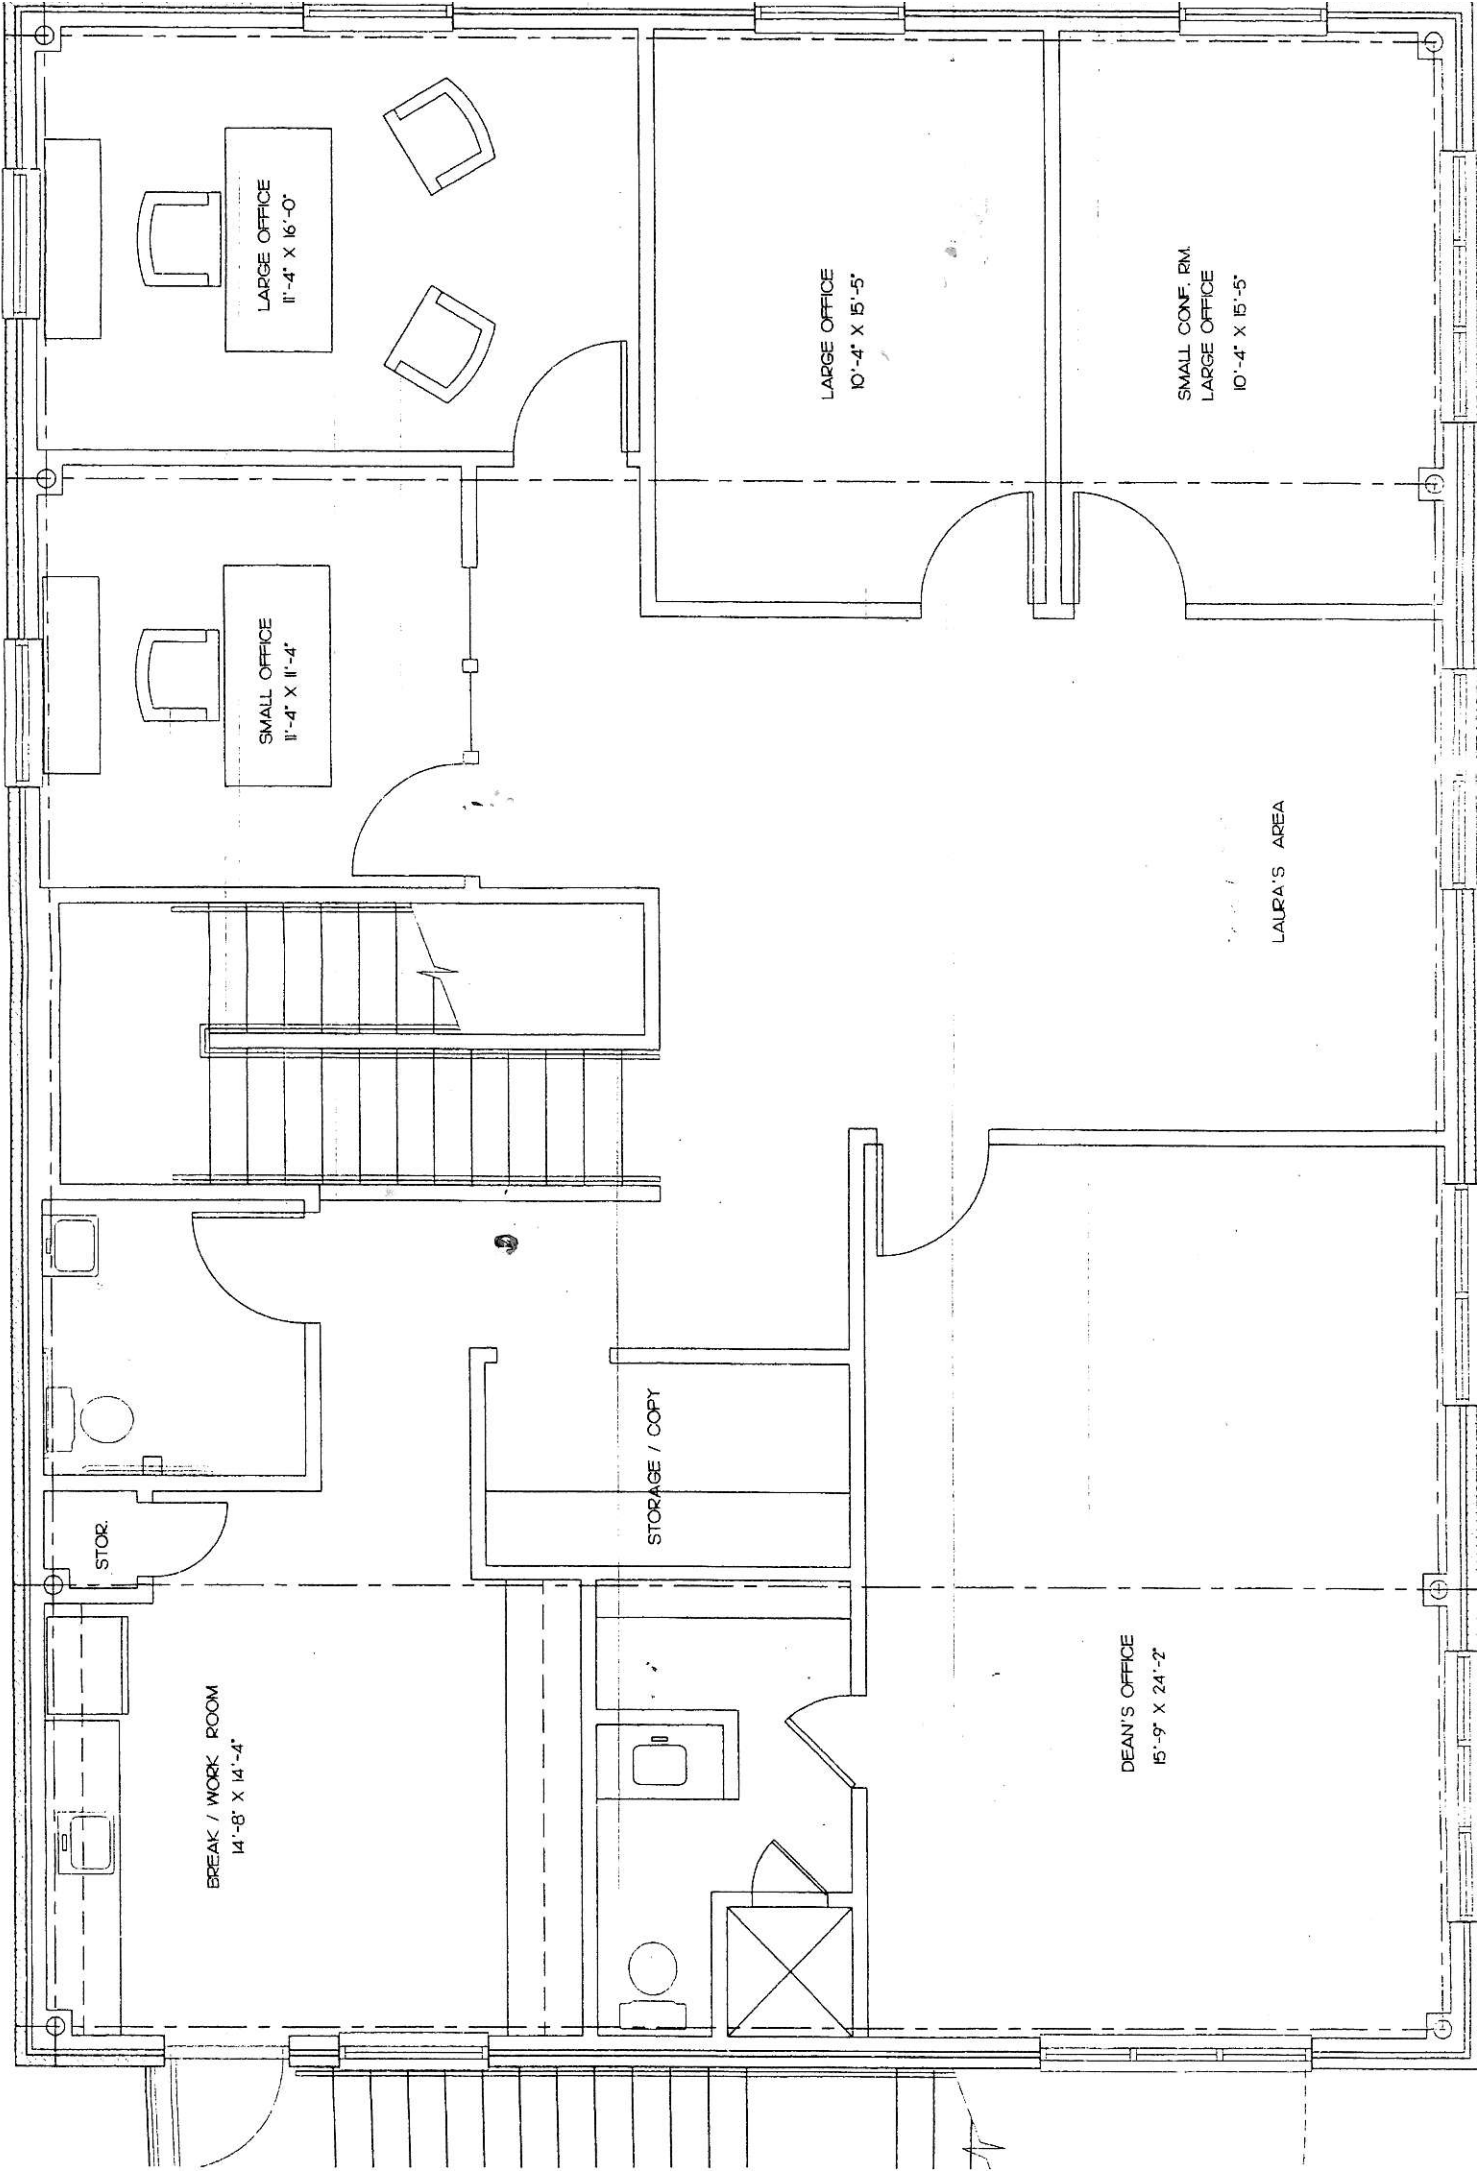 LARGE OFFICE
11'-4" X 16'-0"
LARGE OFFICE
10'-4" X 15'-5"
SMALL CONF. RM.
LARGE OFFICE
10'-4" X 15'-5"
SMALL OFFICE
11'-4" X 11'-4"
LAURA'S AREA
STORAGE / COPY
STOR.
BREAK / WORK ROOM
14'-8" X 14'-4"
DEAN'S OFFICE
15'-9" X 24'-2"